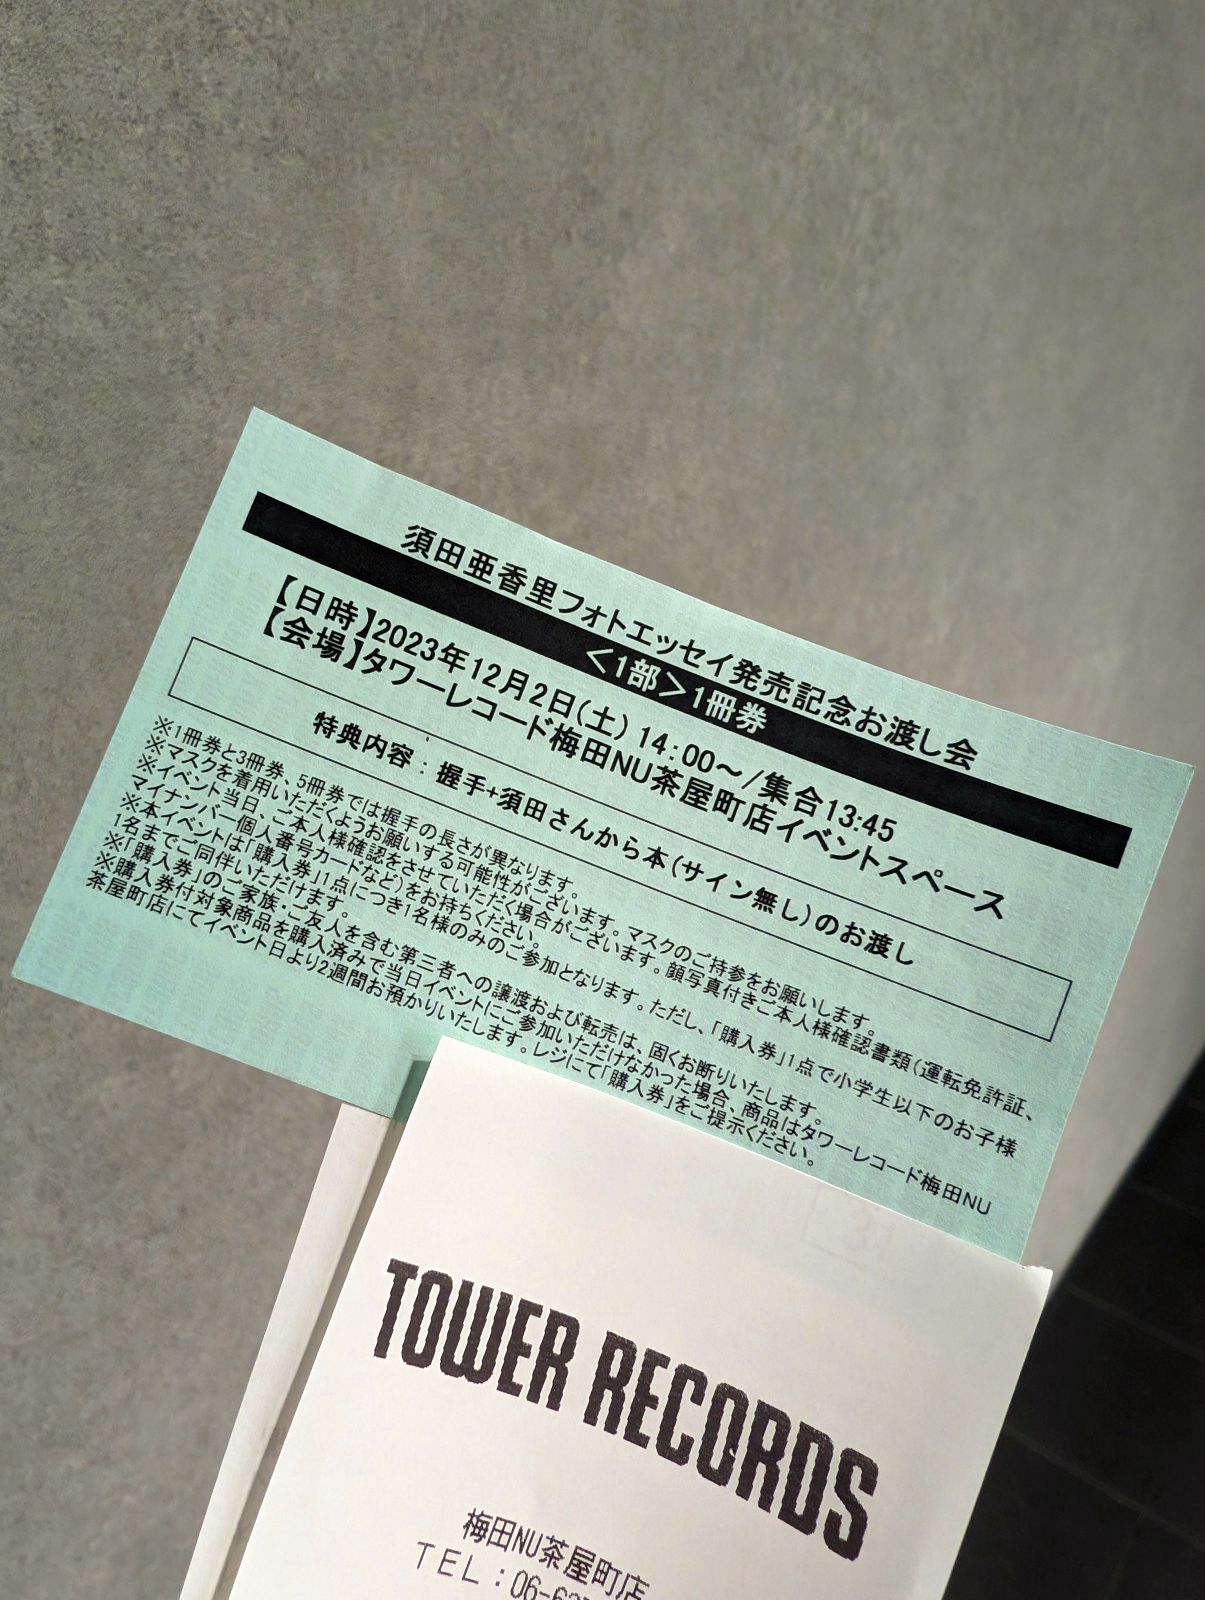 須田亜香里フォトエッセイ発売記念お渡し会
＜1部＞1冊券
【日時】2023年12月2日(土) 14:00～/集合13:45
【会場】タワーレコード梅田NU茶屋町店イベントスペース
特典内容：握手+須田さんから本(サイン無し)のお渡し
※1冊券と3冊券、5冊券では握手の長さが異なります。
※マスクを着用いただくようお願いする可能性がございます。マスクのご持参をお願いします。
※イベント当日、ご本人様確認をさせていただく場合がございます。顔写真付きご本人様確認書類(運転免許証、
マイナンバー個人番号カードなど)をお持ちください。
※本イベントは「購入券」1点につき1名様のみのご参加となります。ただし、「購入券」1点で小学生以下のお子様
1名までご同伴いただけます。
※「購入券」のご家族・ご友人を含む第三者への譲渡および転売は、固くお断りいたします。
※購入券付対象商品を購入済みで当日イベントにご参加いただけなかった場合、商品はタワーレコード梅田NU
茶屋町店にてイベント日より2週間お預かりいたします。レジにて「購入券」をご提示ください。
TOWER RECORDS
梅田NU茶屋町店
TEL：06-63